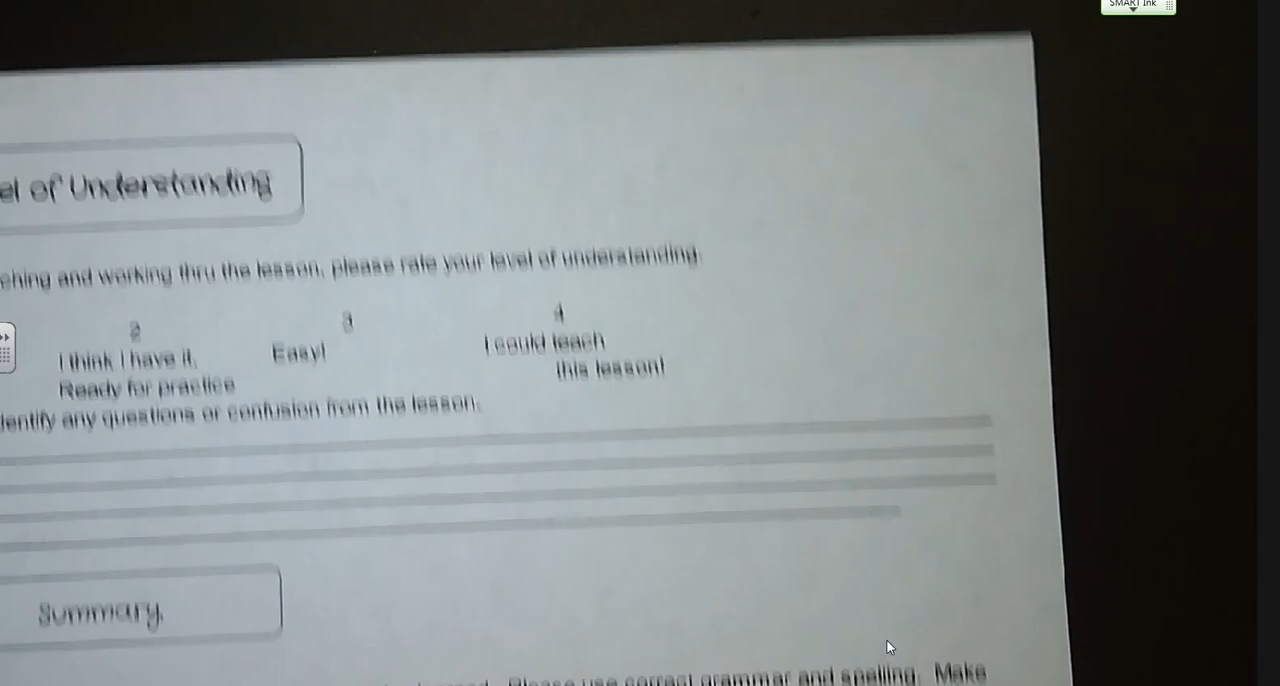 SMART Ink
el of Understanding
ching and working thru the lesson, please rate your level of understanding.
2 3 4
I think I have it, Easy! I could teach
Ready for practice this lesson!
dentify any questions or confusion from the lesson.
Summary
Please use correct grammar and spelling. Make